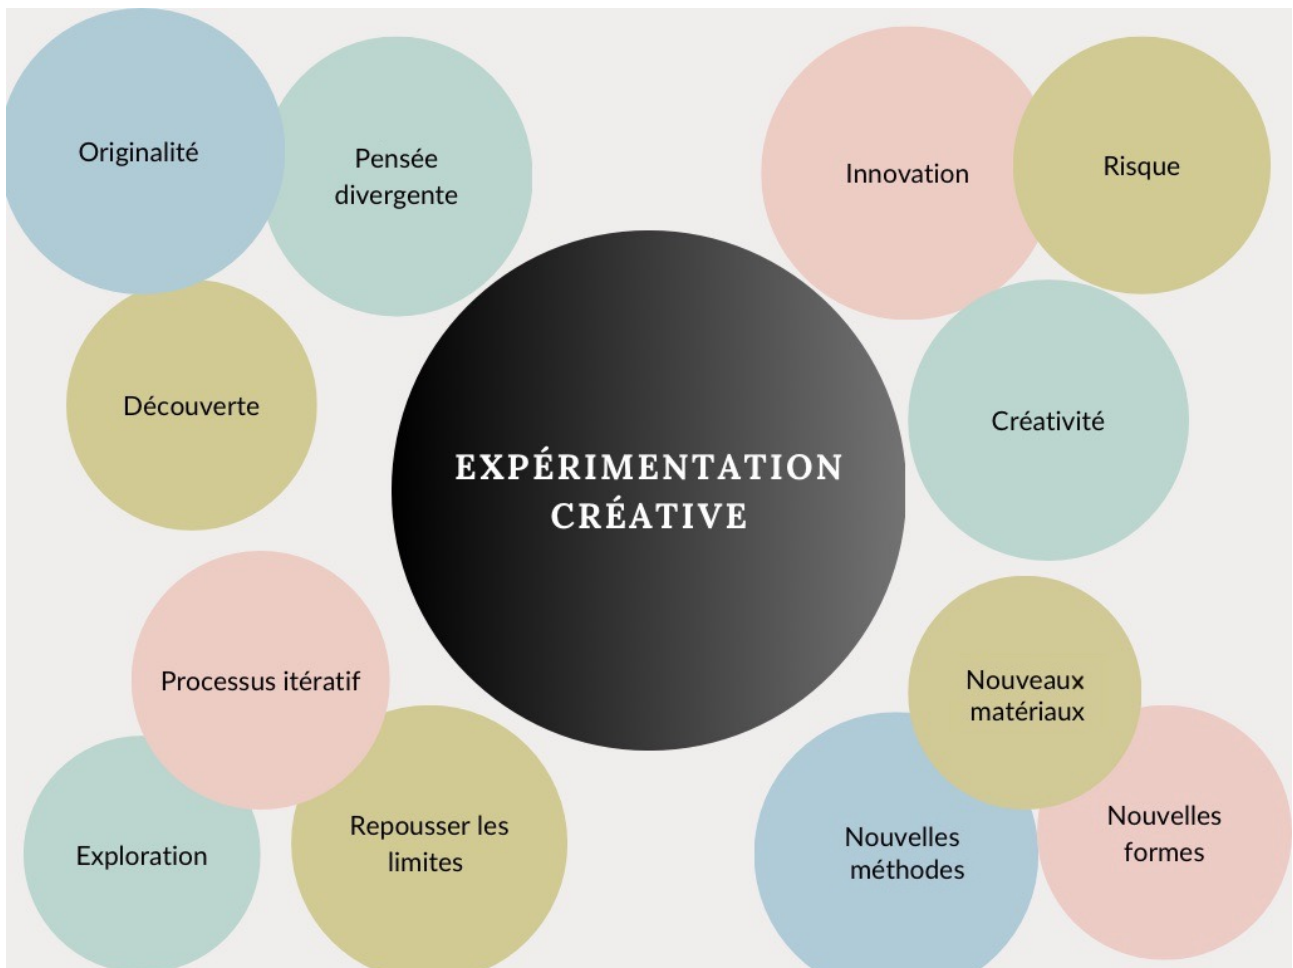 Originalité
Pensée
divergente
Innovation
Risque
Découverte
Créativité
EXPÉRIMENTATION
CRÉATIVE
Processus itératif
Nouveaux
matériaux
Exploration
Repousser les
limites
Nouvelles
méthodes
Nouvelles
formes